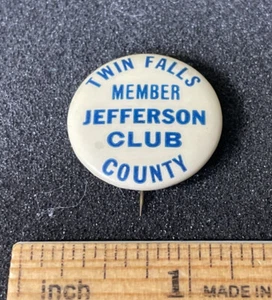 TWIN FALLS
MEMBER
JEFFERSON
CLUB
COUNTY
inch
1
MADE IN